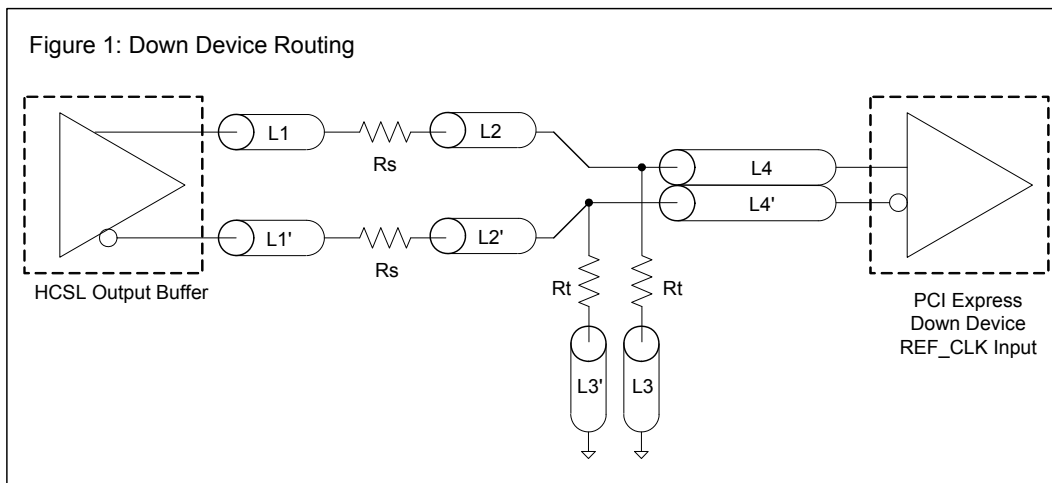 Figure 1: Down Device Routing
L1
Rs
L2
L4
L4'
L1'
Rs
L2'
HCSL Output Buffer
Rt
Rt
L3'
L3
PCI Express
Down Device
REF_CLK Input